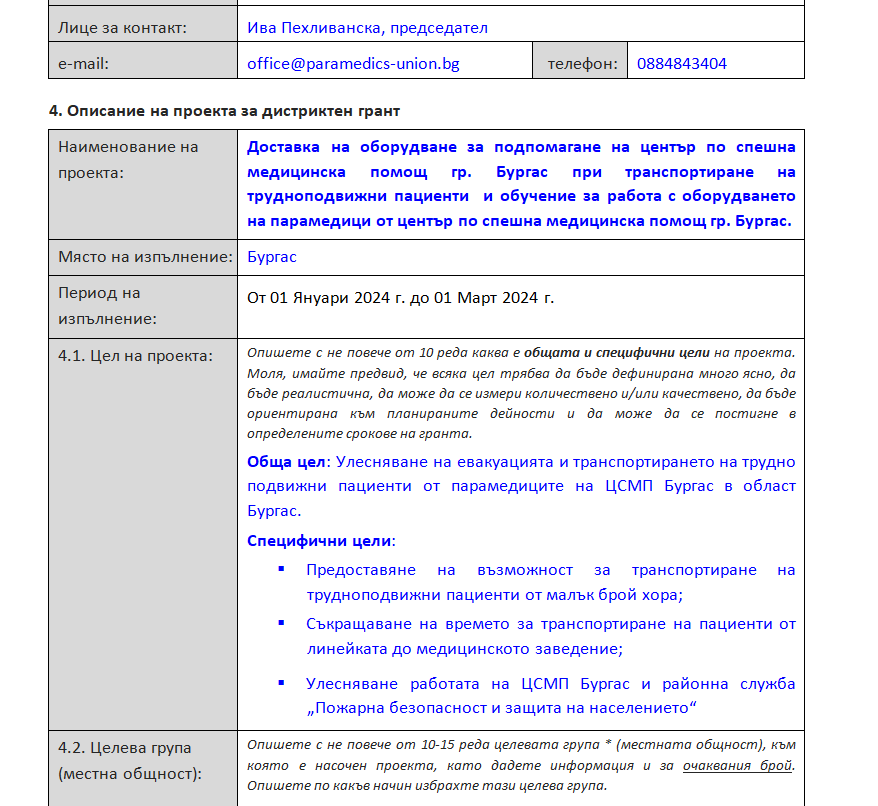 Лице за контакт: Ива Пехливанска, председател
e-mail: office@paramedics-union.bg телефон: 0884843404
4. Описание на проекта за дистриктен грант
Наименование на проекта:
Доставка на оборудване за подпомагане на център по спешна
медицинска помощ гр. Бургас при транспортиране на
трудноподвижни пациенти и обучение за работа с оборудването
на парамедици от център по спешна медицинска помощ гр. Бургас.
Място на изпълнение: Бургас
Период на
изпълнение:
От 01 Януари 2024 г. до 01 Март 2024 г.
4.1. Цел на проекта:
Опишете с не повече от 10 реда каква е общата и специфични цели на проекта.
Моля, имайте предвид, че всяка цел трябва да бъде дефинирана много ясно, да
бъде реалистична, да може да се измери количествено и/или качествено, да бъде
ориентирана към планираните дейности и да може да се постигне в
определените срокове на гранта.
Обща цел: Улесняване на евакуацията и транспортирането на трудно
подвижни пациенти от парамедиците на ЦСМП Бургас в област
Бургас.
Специфични цели:
▪ Предоставяне на възможност за транспортиране на
трудноподвижни пациенти от малък брой хора;
▪ Съкращаване на времето за транспортиране на пациенти от
линейката до медицинското заведение;
▪ Улесняване работата на ЦСМП Бургас и районна служба
„Пожарна безопасност и защита на населението“
4.2. Целева група
(местна общност):
Опишете с не повече от 10-15 реда целевата група * (местната общност), към
която е насочен проекта, като дадете информация и за очаквания брой.
Опишете по какъв начин избрахте тази целева група.